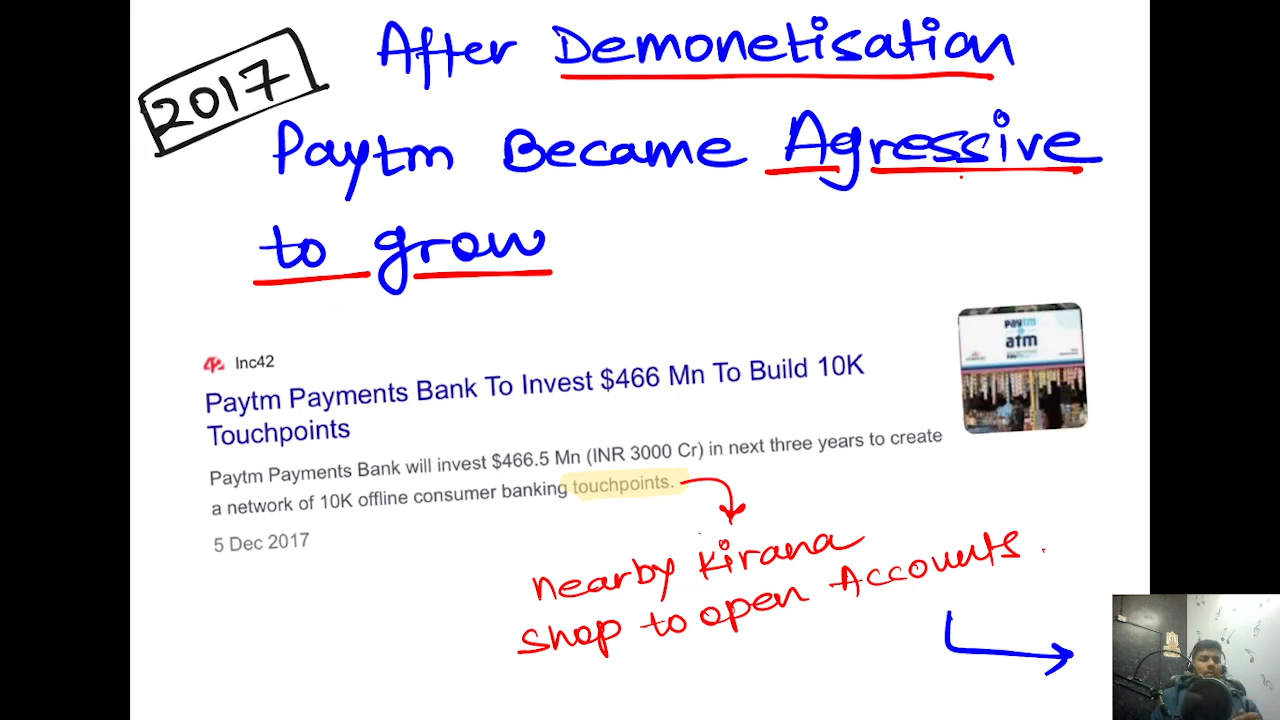 2017
After Demonetisation
Paytm Became Agressive
to grow
Inc42
Paytm Payments Bank To Invest $466 Mn To Build 10K
Touchpoints
Paytm Payments Bank will invest $466.5 Mn (INR 3000 Cr) in next three years to create
a network of 10K offline consumer banking touchpoints.
5 Dec 2017
paytm
atm
nearby Kirana
shop to open Accounts.